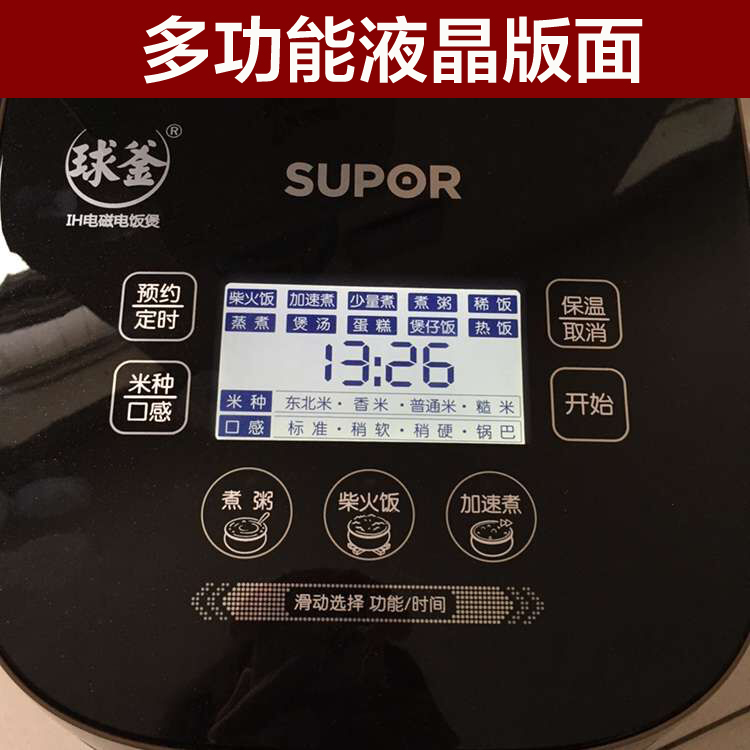 多功能液晶版面
球釜®
IH电磁电饭煲
SUPOR
预约
定时
米种
口感
柴火饭 加速煮 少量煮 煮粥 稀饭
蒸煮 煲汤 蛋糕 煲仔饭 热饭
13:26
米种 东北米·香米·普通米·糙米
口感 标准·稍软·稍硬·锅巴
保温
取消
开始
煮粥 柴火饭 加速煮
滑动选择 功能/时间